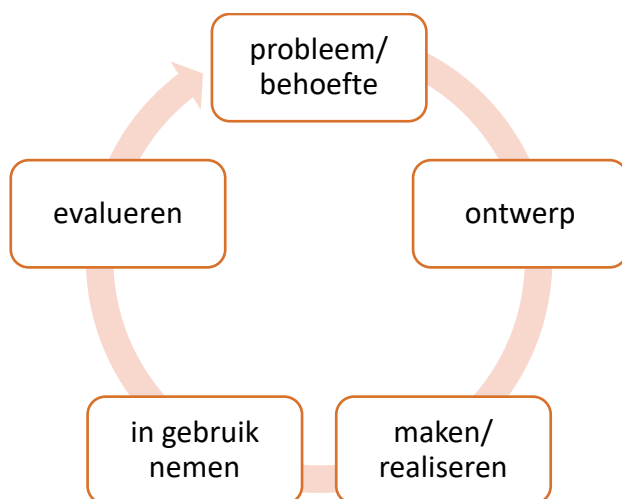 probleem/
behoefte
ontwerp
maken/
realiseren
in gebruik
nemen
evalueren